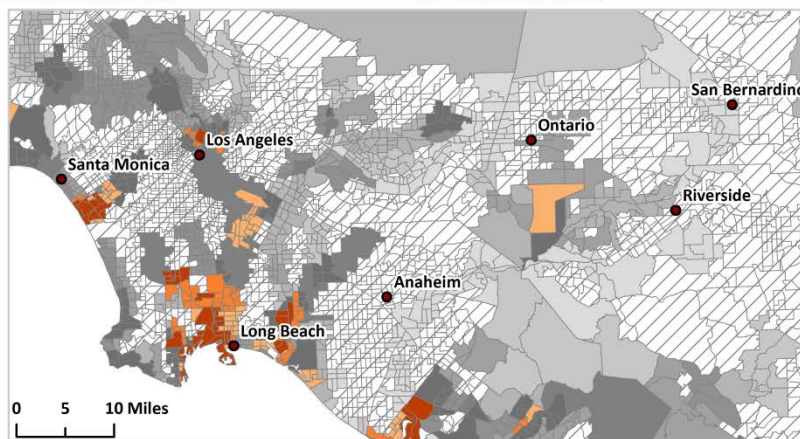 San Bernardino
Los Angeles
Ontario
Santa Monica
Riverside
Anaheim
Long Beach
0 5 10 Miles